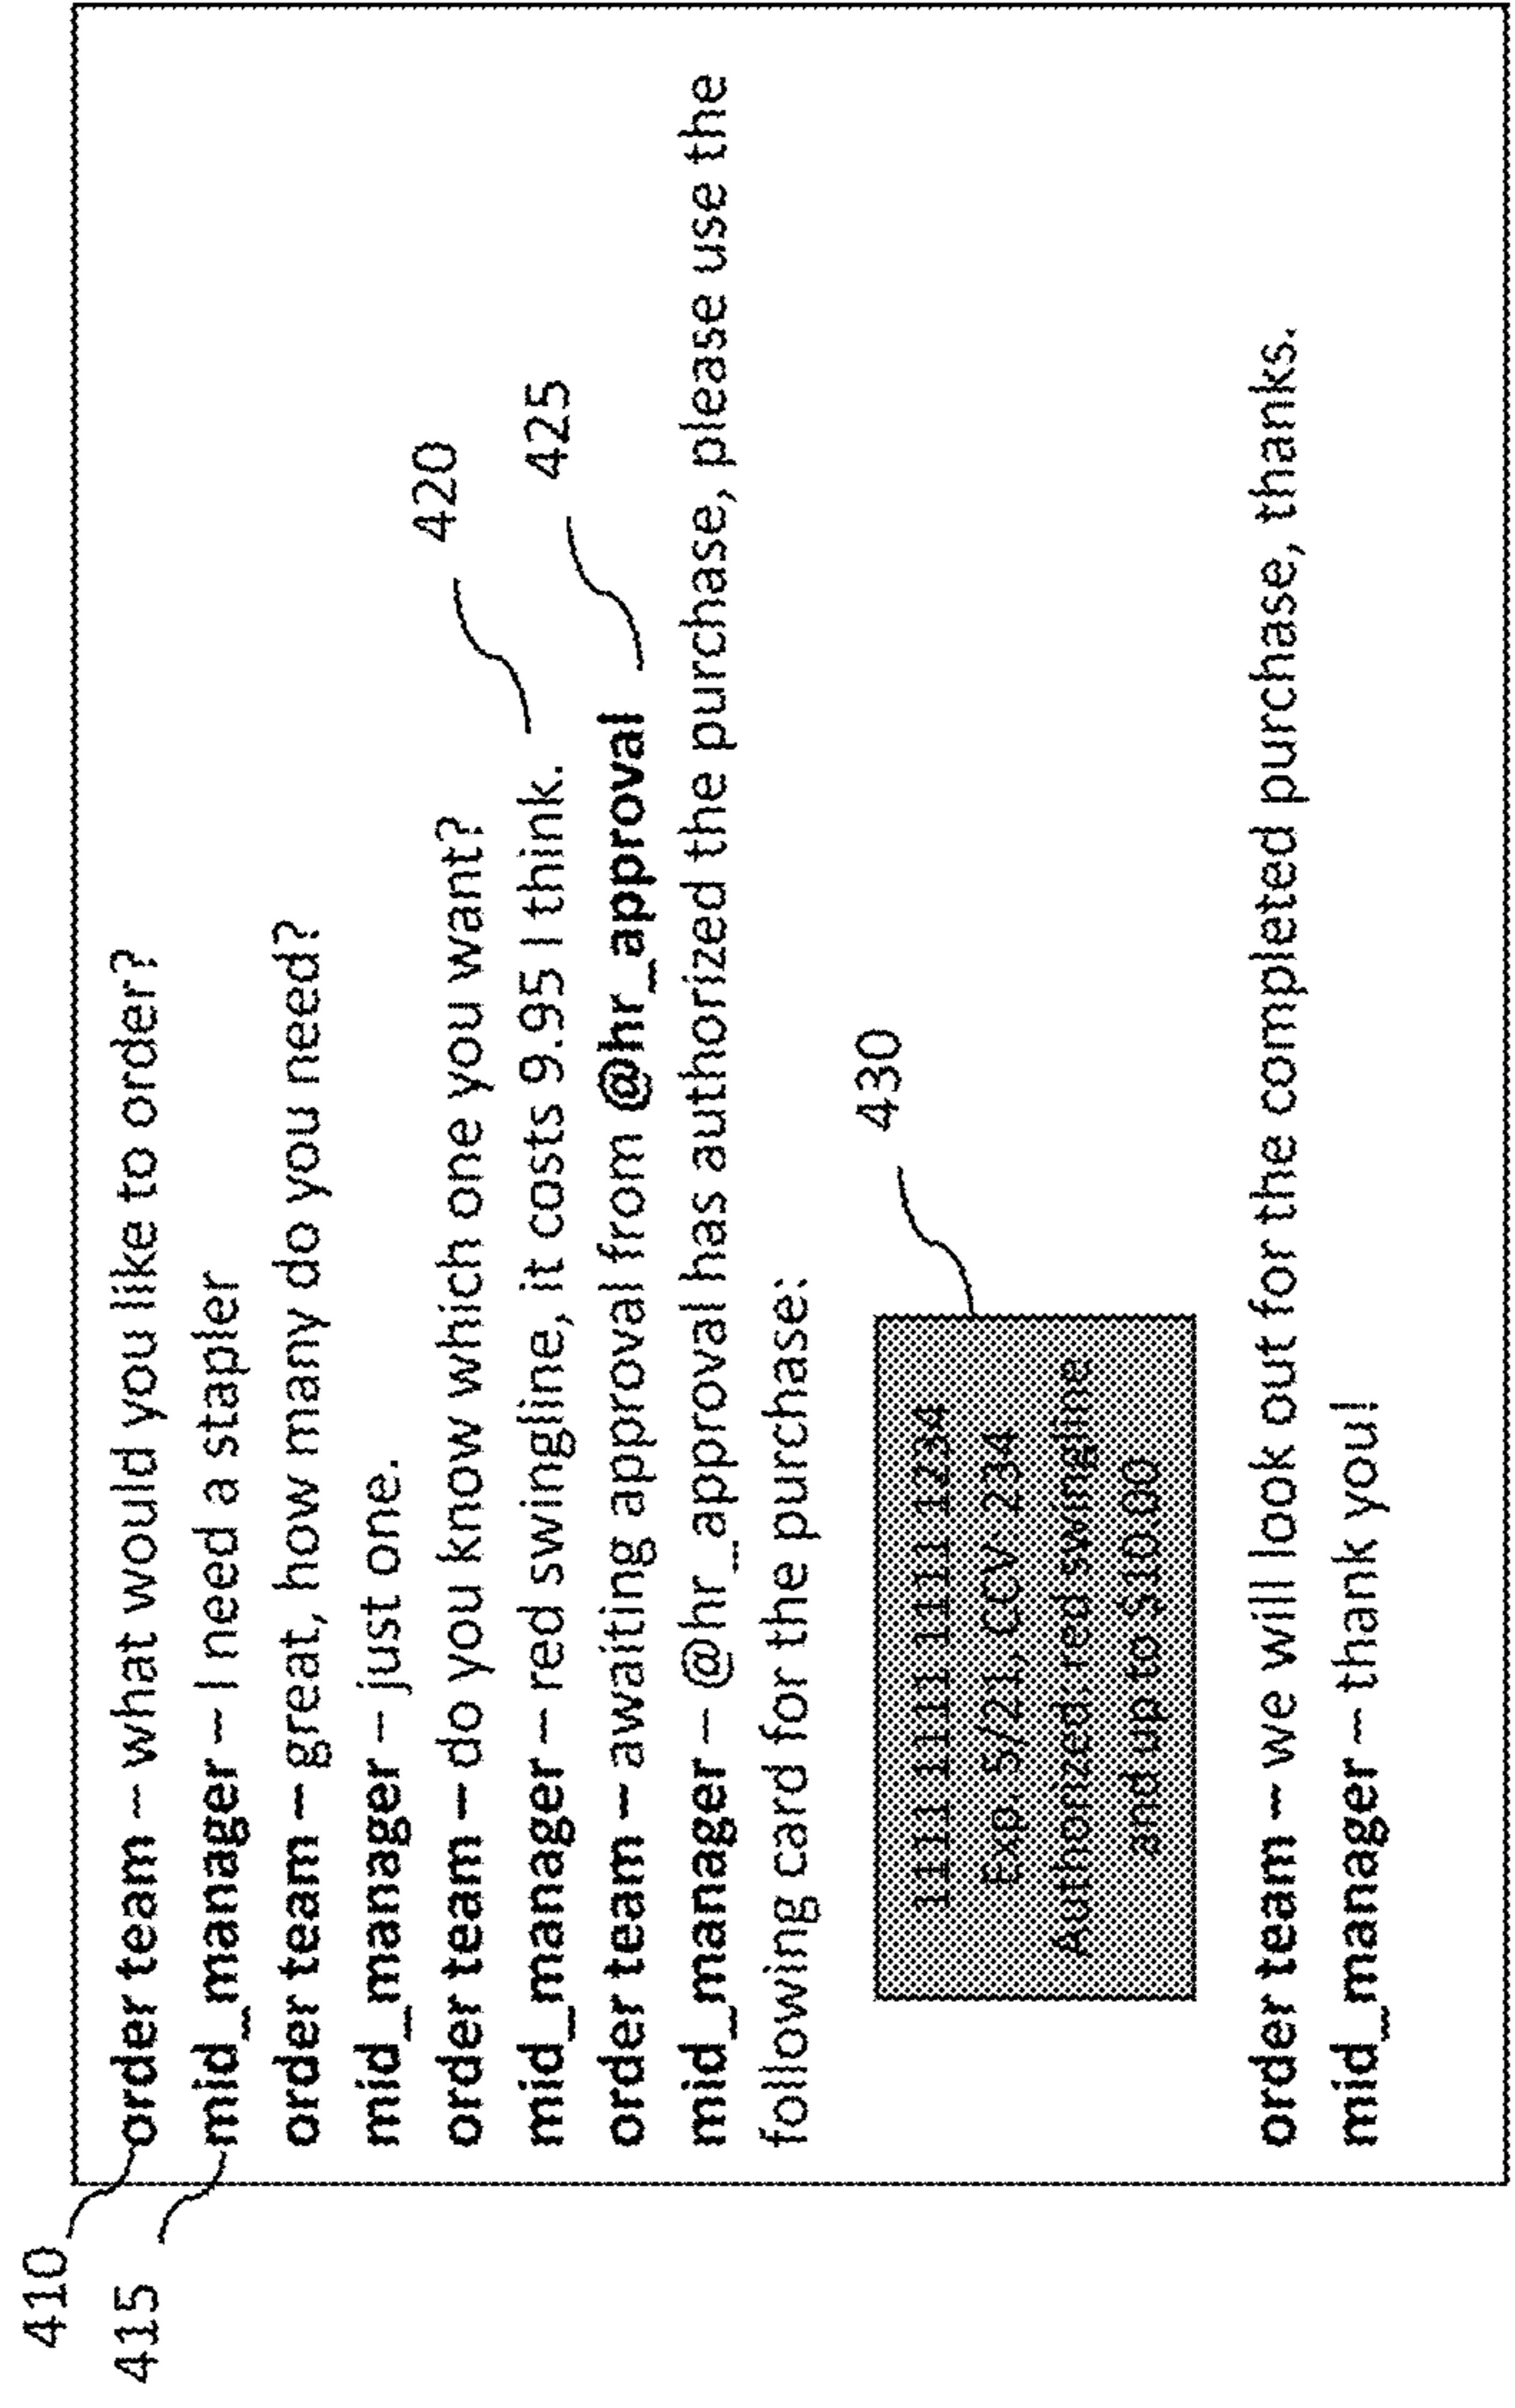 410
415
order team – what would you like to order?
mid_manager – I need a stapler
order team – great, how many do you need?
mid_manager – just one.
order team – do you know which one you want?
420
mid_manager – red swingline, it costs 9.95 I think.
425
order team – awaiting approval from @hr_approval
mid_manager – @hr_approval has authorized the purchase, please use the
following card for the purchase:
430
1111 1111 1111 1234
Exp. 5/21, CCV 234
Authorized red swingline
and up to $10.00
order team – we will look out for the completed purchase, thanks.
mid_manager – thank you!